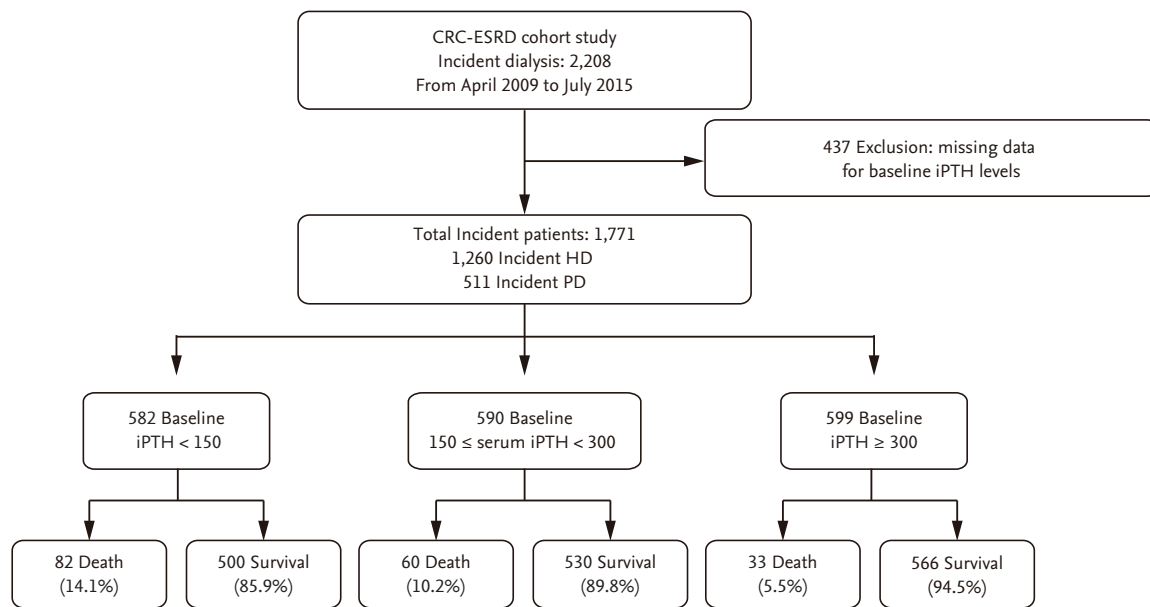 CRC-ESRD cohort study
Incident dialysis: 2,208
From April 2009 to July 2015
437 Exclusion: missing data
for baseline iPTH levels
Total Incident patients: 1,771
1,260 Incident HD
511 Incident PD
582 Baseline
iPTH < 150
590 Baseline
150 ≤ serum iPTH < 300
599 Baseline
iPTH ≥ 300
82 Death
(14.1%)
500 Survival
(85.9%)
60 Death
(10.2%)
530 Survival
(89.8%)
33 Death
(5.5%)
566 Survival
(94.5%)